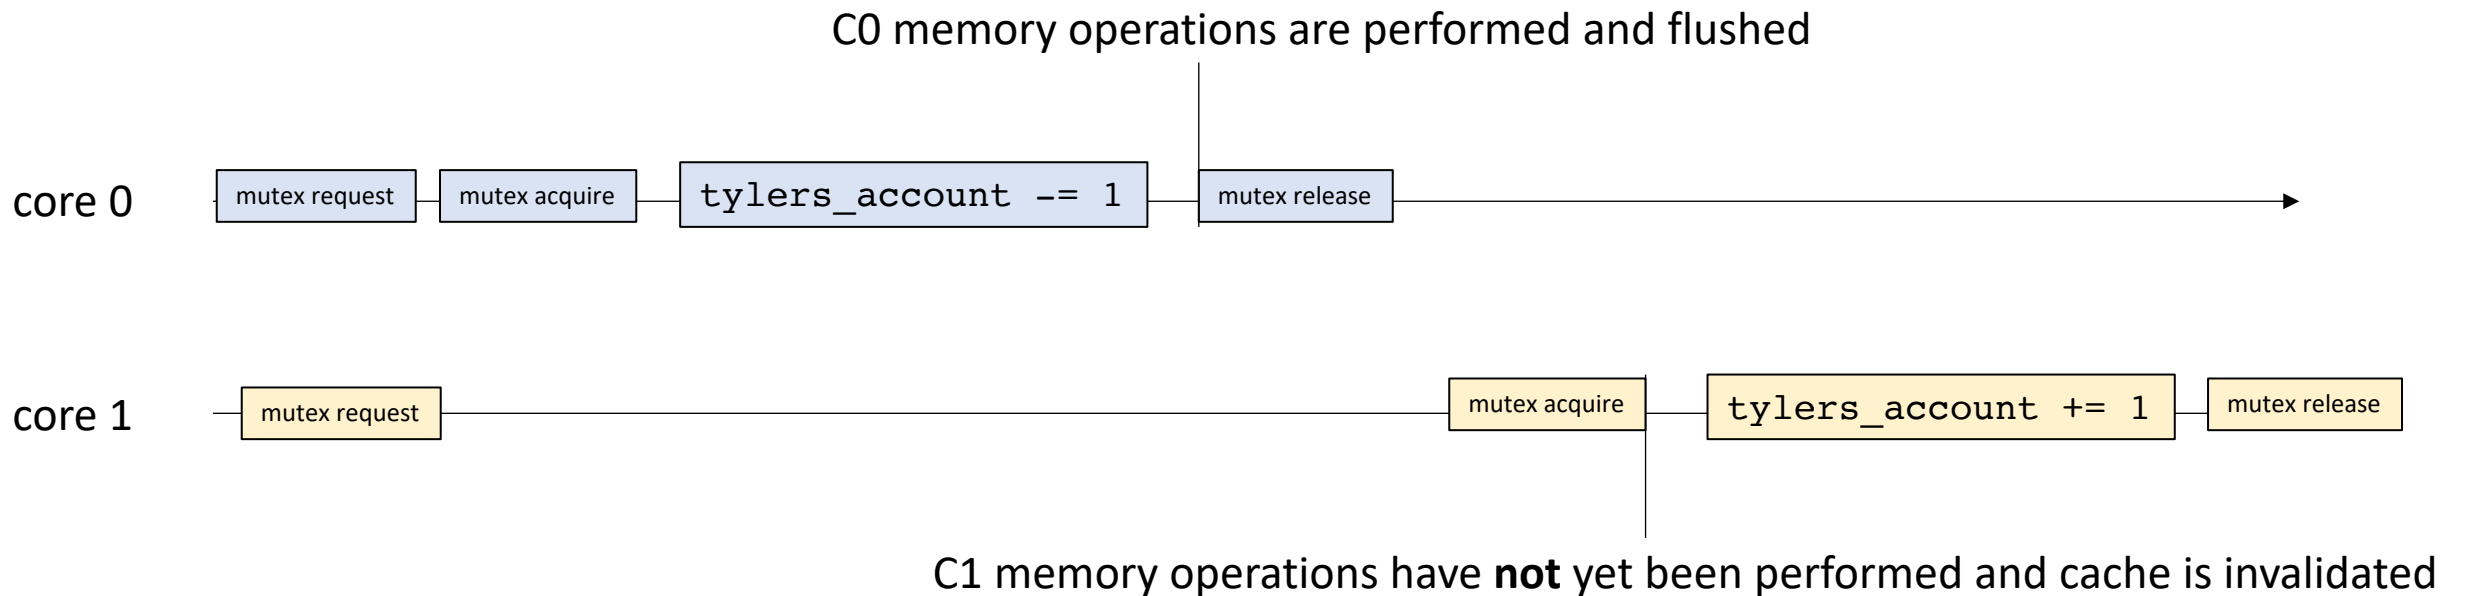 C0 memory operations are performed and flushed
core 0
mutex request
mutex acquire
tylers_account -= 1
mutex release
core 1
mutex request
mutex acquire
tylers_account += 1
mutex release
C1 memory operations have not yet been performed and cache is invalidated